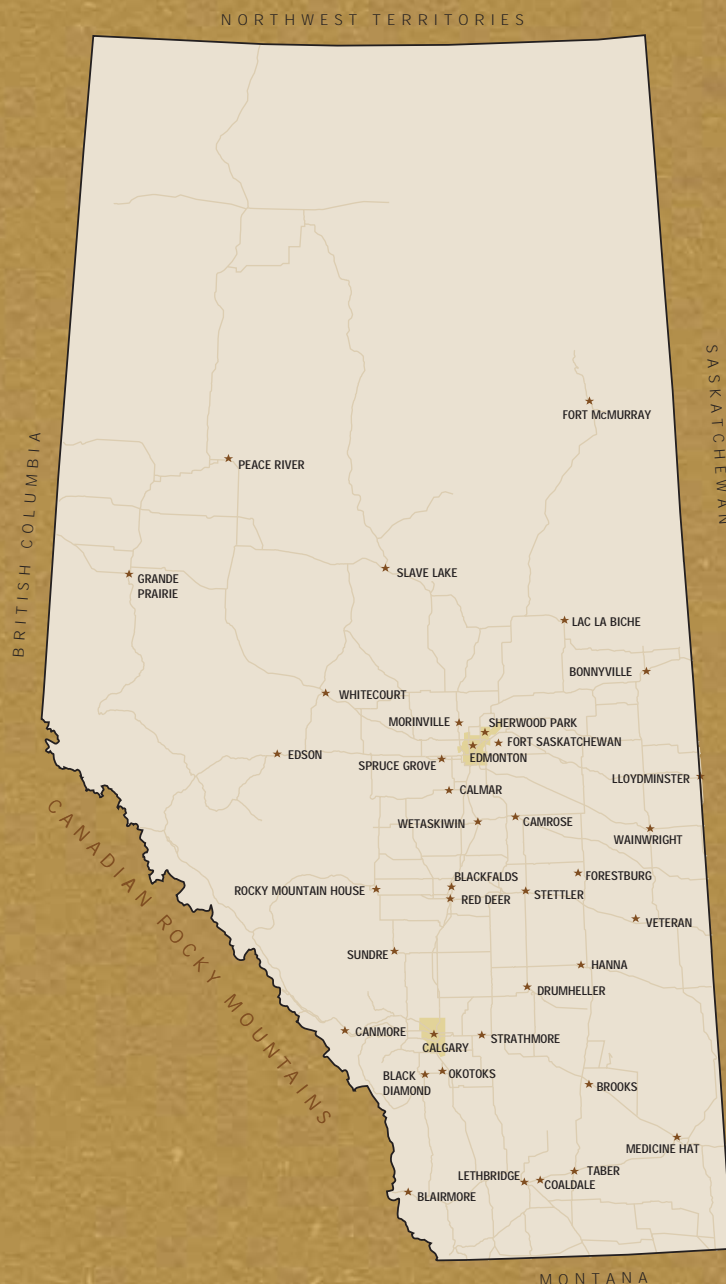 NORTHWEST TERRITORIES
SASKATCHEWAN
FORT McMURRAY
BRITISH COLUMBIA
PEACE RIVER
SLAVE LAKE
GRANDE
PRAIRIE
LAC LA BICHE
BONNYVILLE
WHITECOURT
MORINVILLE
SHERWOOD PARK
FORT SASKATCHEWAN
EDSON
EDMONTON
SPRUCE GROVE
LLOYDMINSTER
CALMAR
WETASKIWIN
CAMROSE
WAINWRIGHT
CANADIAN ROCKY MOUNTAINS
BLACKFALDS
FORESTBURG
ROCKY MOUNTAIN HOUSE
STETTLER
RED DEER
VETERAN
SUNDRE
HANNA
DRUMHELLER
CANMORE
STRATHMORE
CALGARY
BLACK
DIAMOND
OKOTOKS
BROOKS
MEDICINE HAT
TABER
LETHBRIDGE
COALDALE
BLAIRMORE
MONTANA